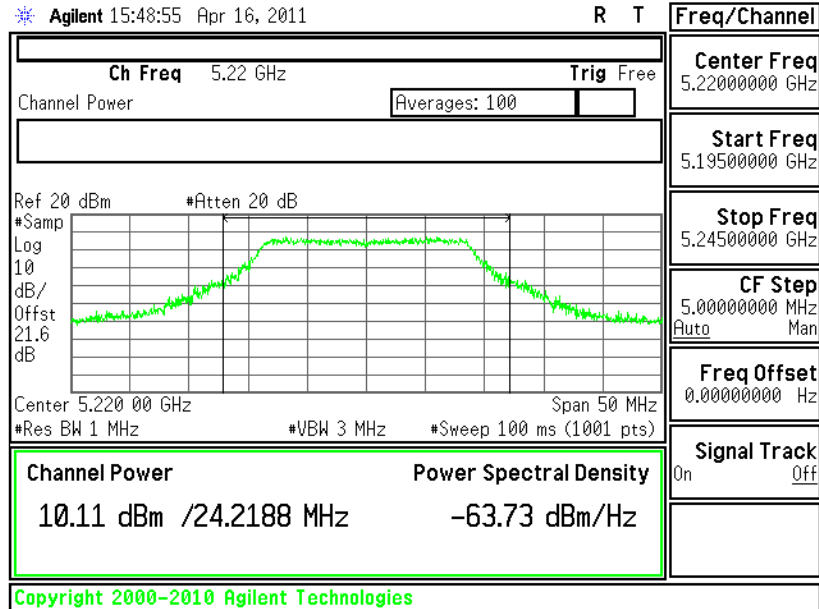 Agilent 15:48:55 Apr 16, 2011 R T
Freq/Channel
Ch Freq 5.22 GHz Trig Free
Channel Power Averages: 100
Ref 20 dBm #Atten 20 dB
#Samp
Log
10
dB/
Offst
21.6
dB
Center 5.220 00 GHz Span 50 MHz
#Res BW 1 MHz #VBW 3 MHz #Sweep 100 ms (1001 pts)
Channel Power Power Spectral Density
10.11 dBm /24.2188 MHz -63.73 dBm/Hz
Center Freq
5.22000000 GHz
Start Freq
5.19500000 GHz
Stop Freq
5.24500000 GHz
CF Step
5.00000000 MHz
Auto Man
Freq Offset
0.00000000 Hz
Signal Track
On Off
Copyright 2000-2010 Agilent Technologies